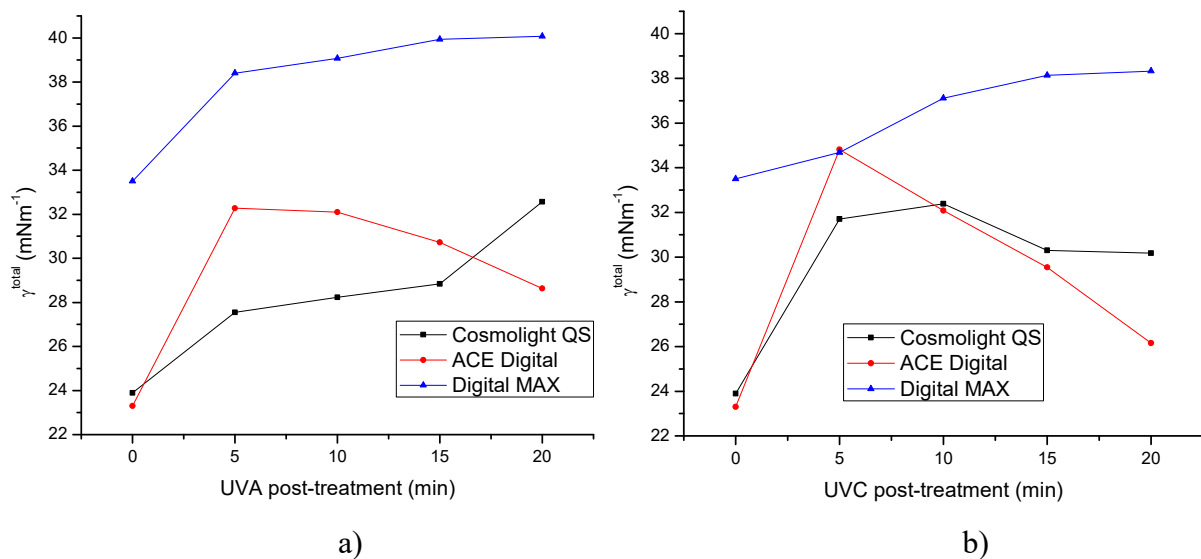 40
38
36
34
32
30
28
26
24
22
γtotal (mNm-1)
0 5 10 15 20
UVA post-treatment (min)
Cosmolight QS
ACE Digital
Digital MAX
a)
40
38
36
34
32
30
28
26
24
22
γtotal (mNm-1)
0 5 10 15 20
UVC post-treatment (min)
Cosmolight QS
ACE Digital
Digital MAX
b)